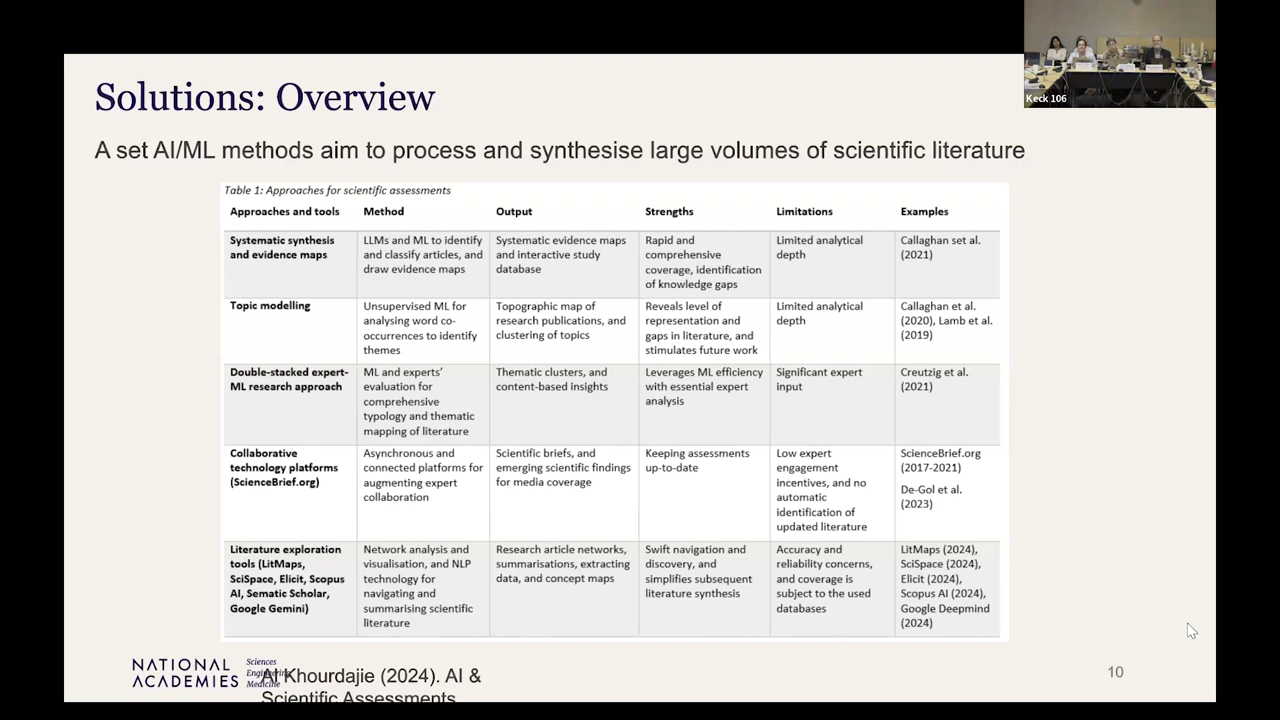 Keck 106
Solutions: Overview
A set AI/ML methods aim to process and synthesise large volumes of scientific literature
Table 1: Approaches for scientific assessments
Approaches and tools
Method
Output
Strengths
Limitations
Examples
Systematic synthesis
and evidence maps
LLMs and ML to identify
and classify articles, and
draw evidence maps
Systematic evidence maps
and interactive study
database
Rapid and
comprehensive
coverage, identification
of knowledge gaps
Limited analytical
depth
Callaghan set al.
(2021)
Topic modelling
Unsupervised ML for
analysing word co-
occurrences to identify
themes
Topographic map of
research publications, and
clustering of topics
Reveals level of
representation and
gaps in literature, and
stimulates future work
Limited analytical
depth
Callaghan et al.
(2020), Lamb et al.
(2019)
Double-stacked expert-
ML research approach
ML and experts'
evaluation for
comprehensive
typology and thematic
mapping of literature
Thematic clusters, and
content-based insights
Leverages ML efficiency
with essential expert
analysis
Significant expert
input
Creutzig et al.
(2021)
Collaborative
technology platforms
(ScienceBrief.org)
Asynchronous and
connected platforms for
augmenting expert
collaboration
Scientific briefs, and
emerging scientific findings
for media coverage
Keeping assessments
up-to-date
Low expert
engagement
incentives, and no
automatic
identification of
updated literature
ScienceBrief.org
(2017-2021)
De-Gol et al.
(2023)
Literature exploration
tools (LitMaps,
SciSpace, Elicit, Scopus
AI, Sematic Scholar,
Google Gemini)
Network analysis and
visualisation, and NLP
technology for
navigating and
summarising scientific
literature
Research article networks,
summarisations, extracting
data, and concept maps
Swift navigation and
discovery, and
simplifies subsequent
literature synthesis
Accuracy and
reliability concerns,
and coverage is
subject to the used
databases
LitMaps (2024),
SciSpace (2024),
Elicit (2024),
Scopus AI (2024),
Google Deepmind
(2024)
NATIONAL
ACADEMIES
Sciences
Engineering
Medicine
Al Khourdajie (2024). AI &
Scientific Assessments
10